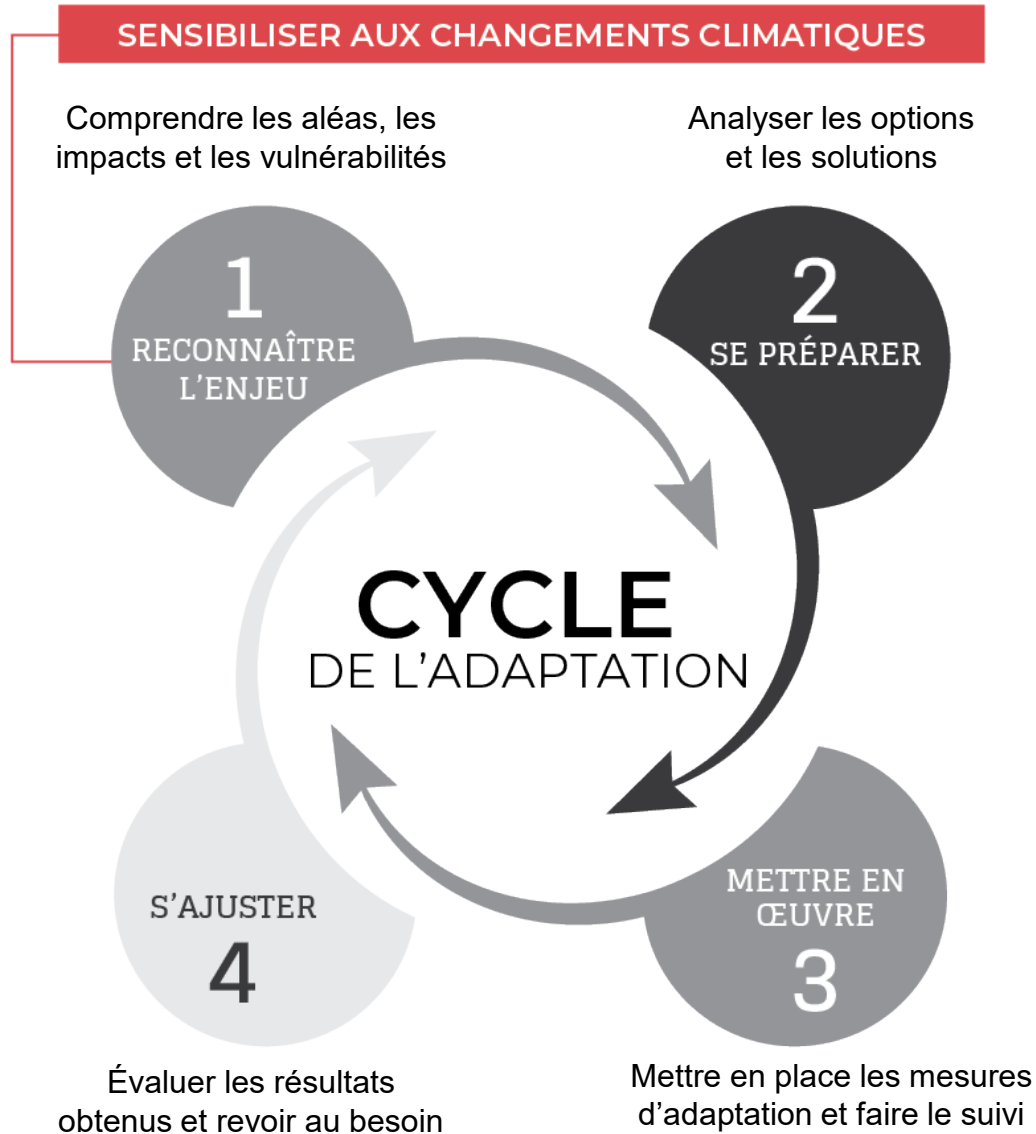 SENSIBILISER AUX CHANGEMENTS CLIMATIQUES
Comprendre les aléas, les
impacts et les vulnérabilités
1
RECONNAÎTRE
L’ENJEU
Analyser les options
et les solutions
2
SE PRÉPARER
CYCLE
DE L’ADAPTATION
METTRE EN
ŒUVRE
3
Mettre en place les mesures
d’adaptation et faire le suivi
S’AJUSTER
4
Évaluer les résultats
obtenus et revoir au besoin